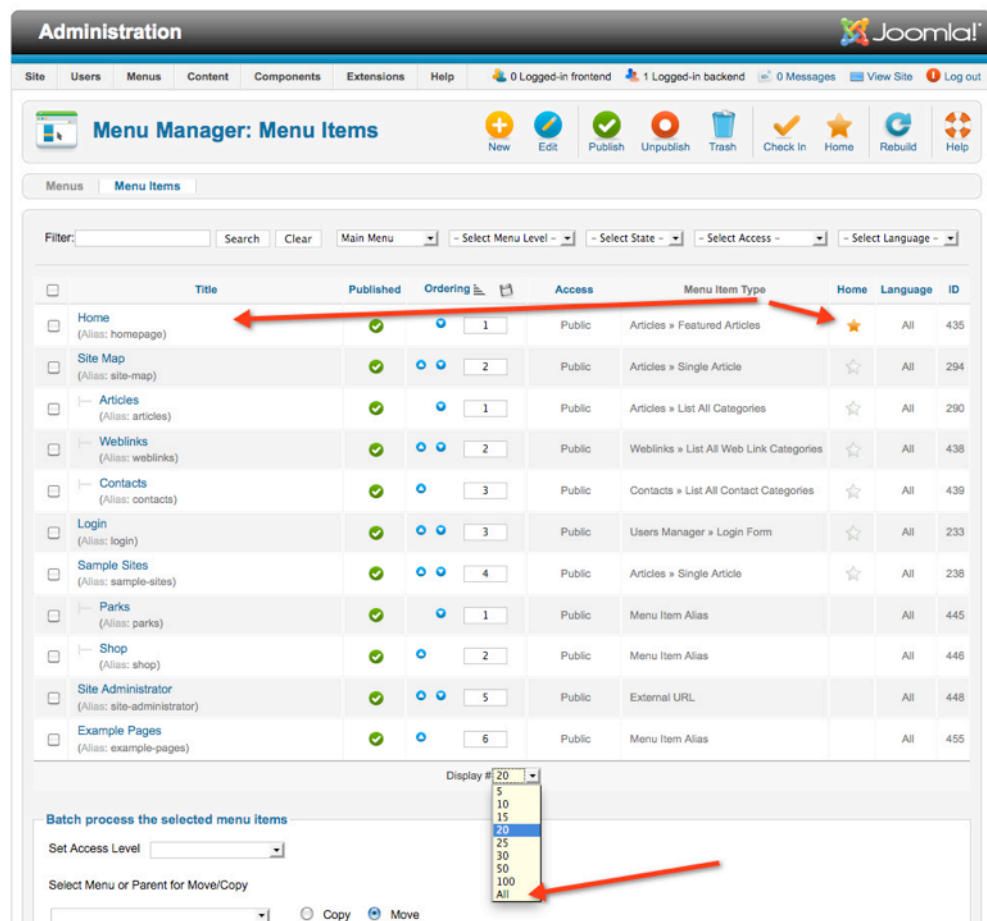 Administration Joomla!
Site Users Menus Content Components Extensions Help 0 Logged-in frontend 1 Logged-in backend 0 Messages View Site Log out
Menu Manager: Menu Items New Edit Publish Unpublish Trash Check In Home Rebuild Help
Menus Menu Items
Filter: Search Clear Main Menu - Select Menu Level - - Select State - - Select Access - - Select Language -
Title Published Ordering Access Menu Item Type Home Language ID
Home
(Alias: homepage) 1 Public Articles » Featured Articles All 435
Site Map
(Alias: site-map) 2 Public Articles » Single Article All 294
Articles
(Alias: articles) 1 Public Articles » List All Categories All 290
Weblinks
(Alias: weblinks) 2 Public Weblinks » List All Web Link Categories All 438
Contacts
(Alias: contacts) 3 Public Contacts » List All Contact Categories All 439
Login
(Alias: login) 3 Public Users Manager » Login Form All 233
Sample Sites
(Alias: sample-sites) 4 Public Articles » Single Article All 238
Parks
(Alias: parks) 1 Public Menu Item Alias All 445
Shop
(Alias: shop) 2 Public Menu Item Alias All 446
Site Administrator
(Alias: site-administrator) 5 Public External URL All 448
Example Pages
(Alias: example-pages) 6 Public Menu Item Alias All 455
Display # 20
5
10
15
20
25
30
50
100
All
Batch process the selected menu items
Set Access Level
Select Menu or Parent for Move/Copy
Copy Move